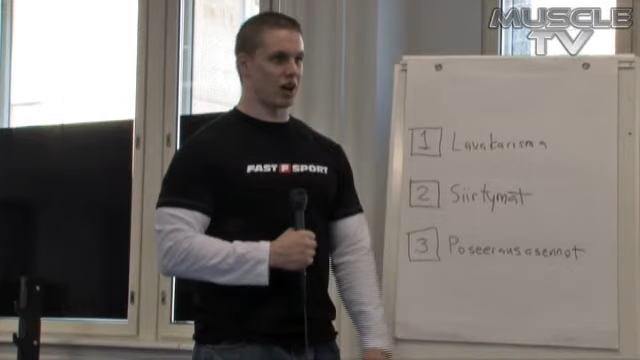 MUSCLE
TV
FAST F SPORT
1 Lavakarisma
2 Siirtymät
3 Poseerausasennot